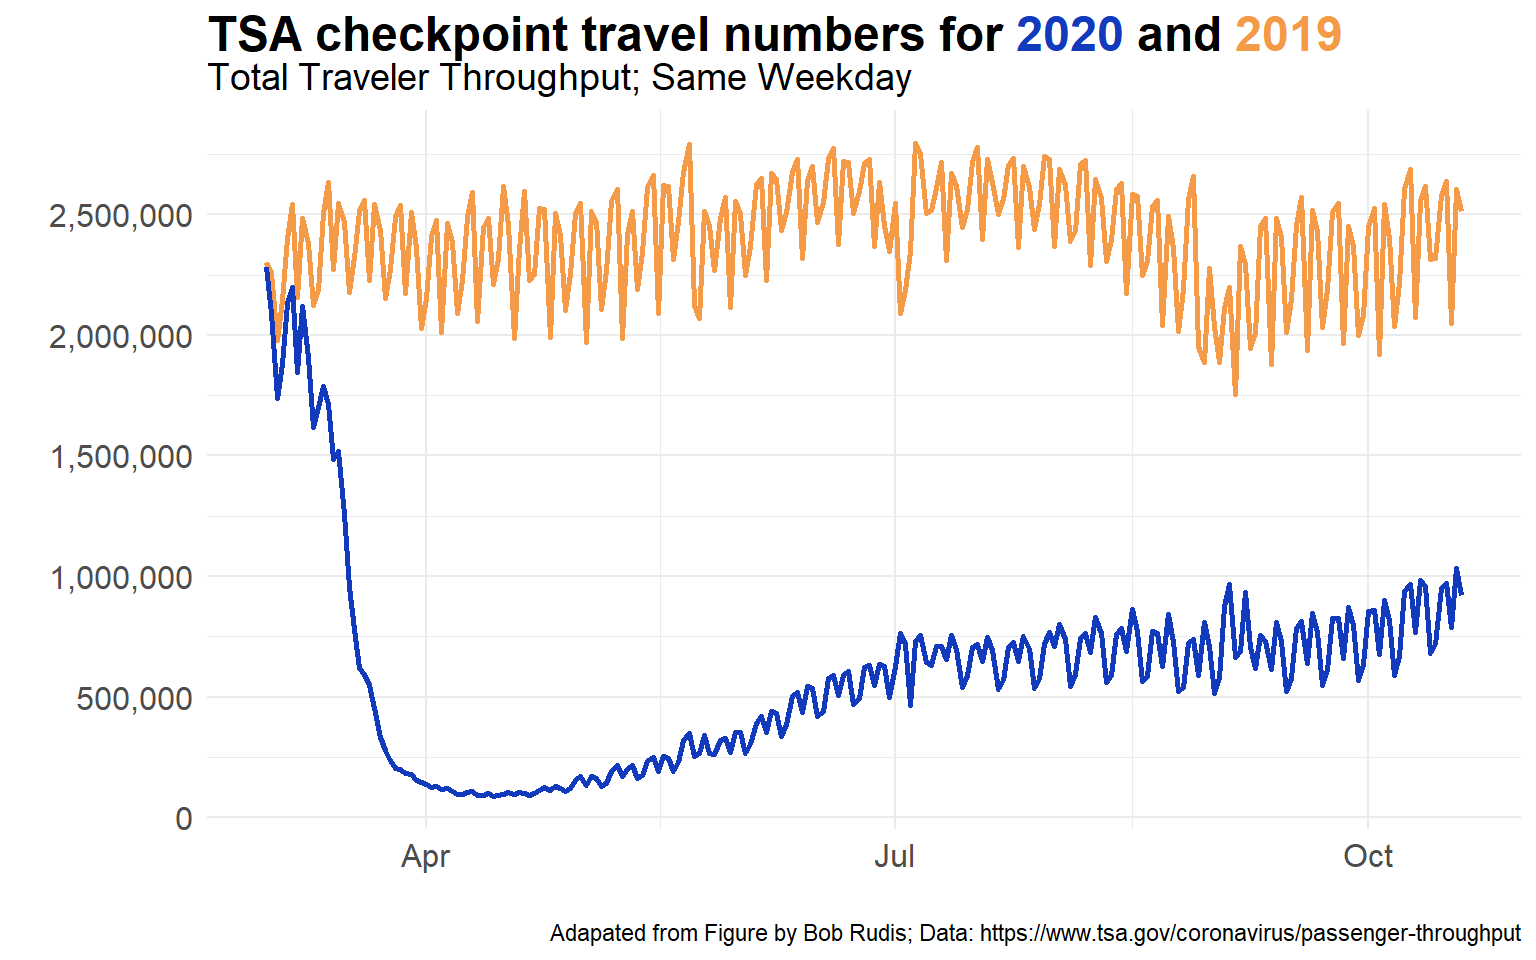 TSA checkpoint travel numbers for 2020 and 2019
Total Traveler Throughput; Same Weekday
2,500,000
2,000,000
1,500,000
1,000,000
500,000
0
Apr Jul Oct
Adapated from Figure by Bob Rudis; Data: https://www.tsa.gov/coronavirus/passenger-throughput